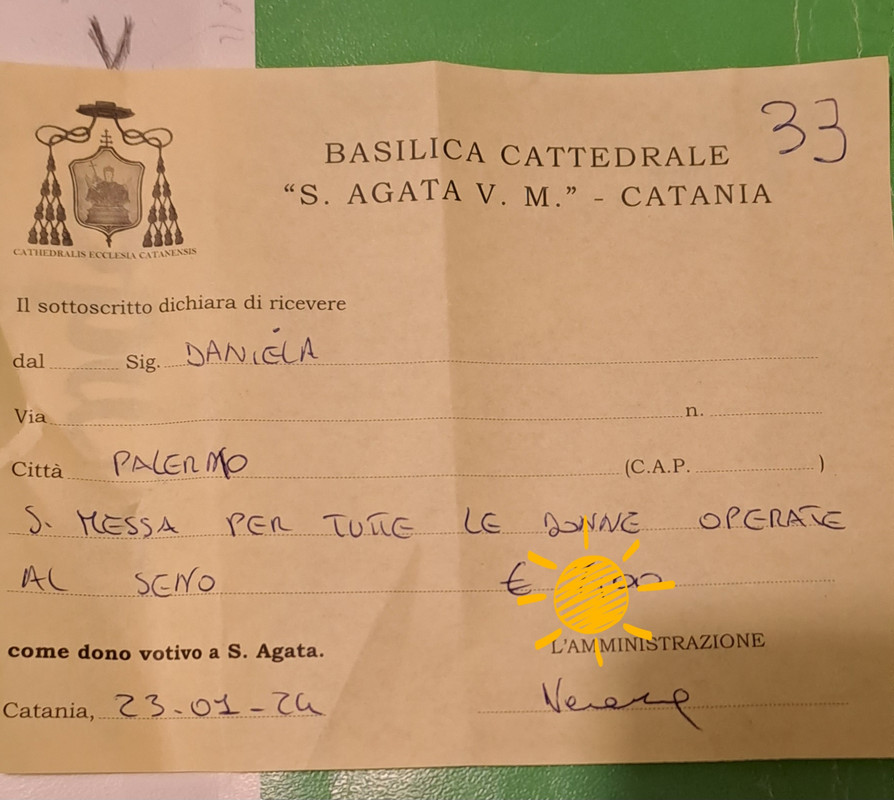 33
BASILICA CATTEDRALE
“S. AGATA V. M.” - CATANIA
CATHEDRALIS ECCLESIA CATANENSIS
Il sottoscritto dichiara di ricevere
dal Sig. DANIELA
Via n.
Città PALERMO (C.A.P. )
S. MESSA PER TUTTE LE DONNE OPERATE
AL SENO €
come dono votivo a S. Agata.
L'AMMINISTRAZIONE
Catania, 23-01-24